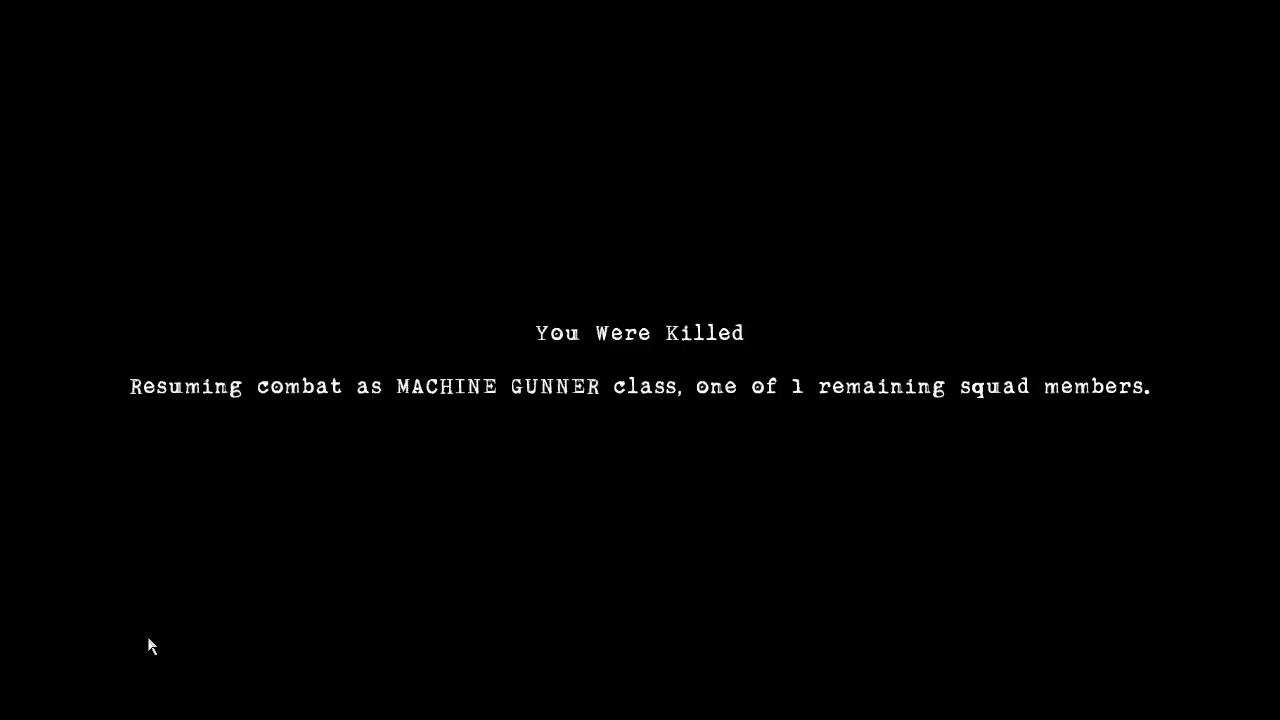 You Were Killed
Resuming combat as MACHINE GUNNER class, one of 1 remaining squad members.